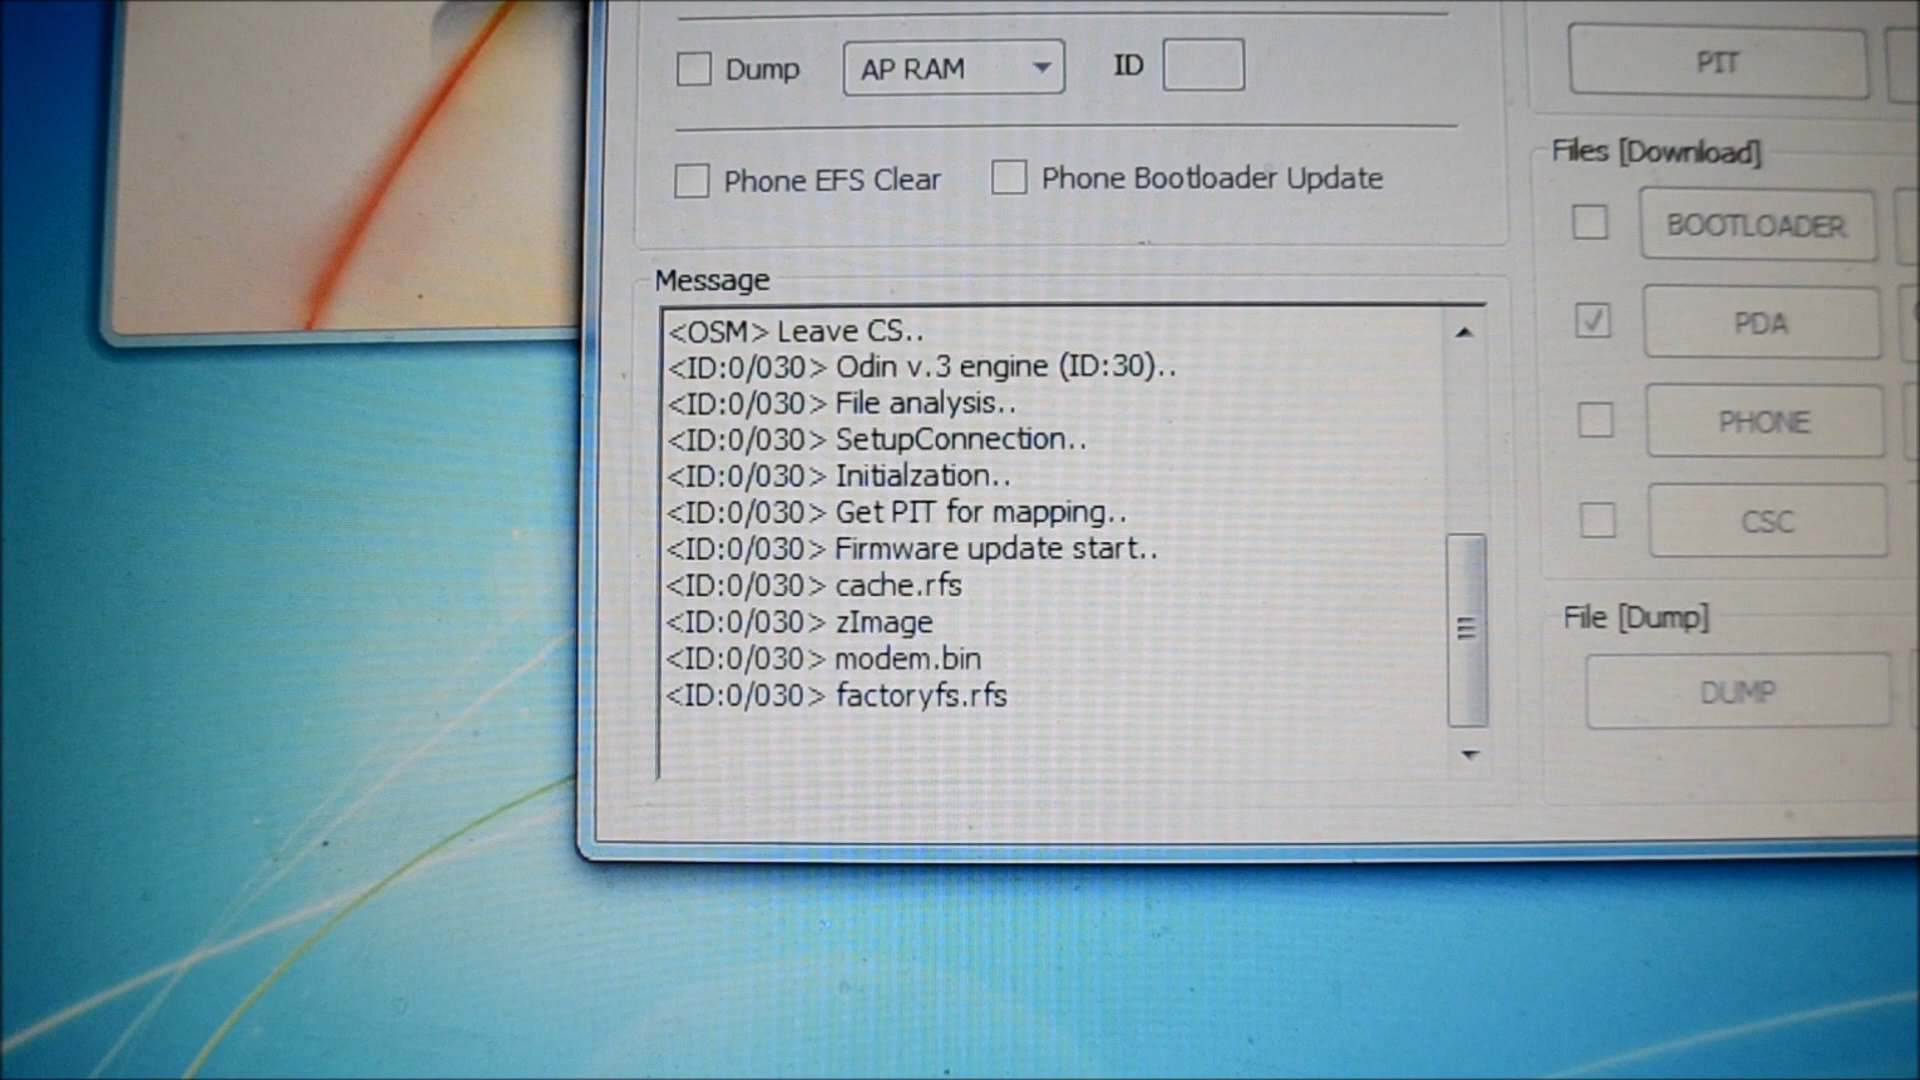 Dump AP RAM ID
Phone EFS Clear Phone Bootloader Update
Message
<OSM> Leave CS..
<ID:0/030> Odin v.3 engine (ID:30)..
<ID:0/030> File analysis..
<ID:0/030> SetupConnection..
<ID:0/030> Initialzation..
<ID:0/030> Get PIT for mapping..
<ID:0/030> Firmware update start..
<ID:0/030> cache.rfs
<ID:0/030> zImage
<ID:0/030> modem.bin
<ID:0/030> factoryfs.rfs
PIT
Files [Download]
BOOTLOADER
PDA
PHONE
CSC
File [Dump]
DUMP